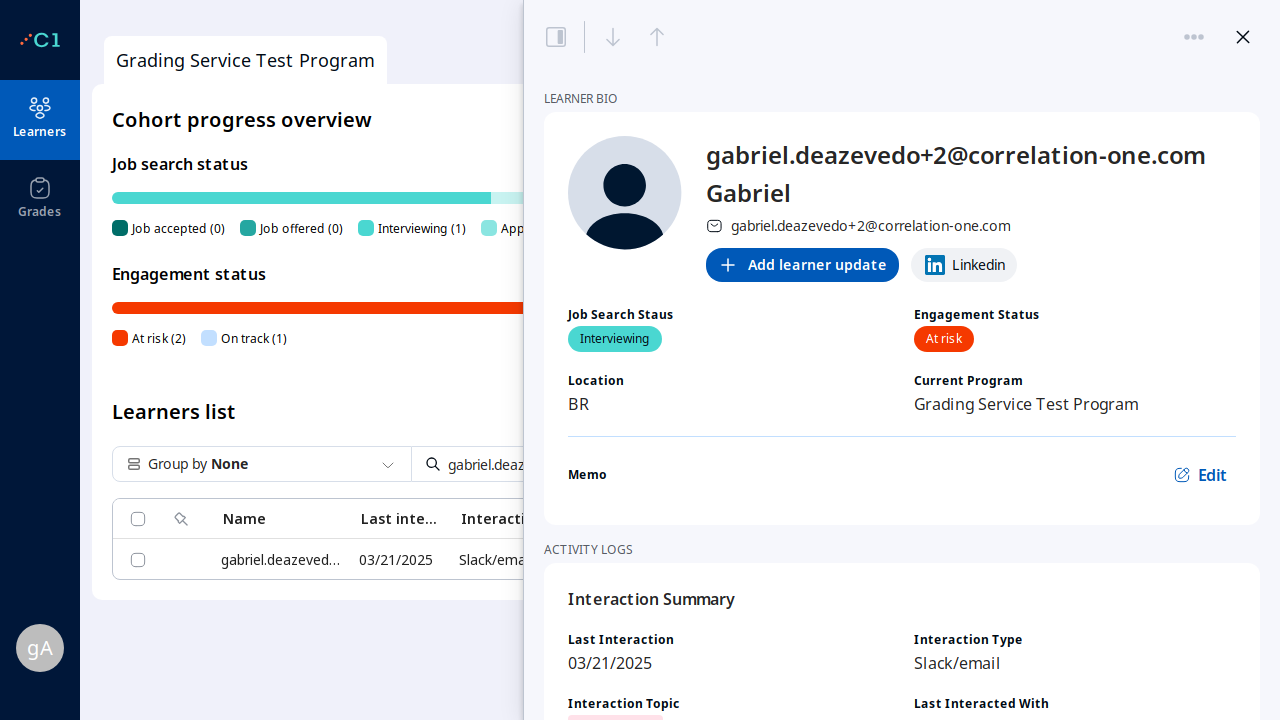 C1
Learners
Grades
gA
Grading Service Test Program
Cohort progress overview
Job search status
Job accepted (0)
Job offered (0)
Interviewing (1)
App
Engagement status
At risk (2)
On track (1)
Learners list
Group by None
gabriel.deaz
Name
Last inte...
Interacti
gabriel.deazeved...
03/21/2025
Slack/ema
LEARNER BIO
gabriel.deazevedo+2@correlation-one.com
Gabriel
gabriel.deazevedo+2@correlation-one.com
Add learner update
Linkedin
Job Search Staus
Engagement Status
Interviewing
At risk
Location
Current Program
BR
Grading Service Test Program
Memo
Edit
ACTIVITY LOGS
Interaction Summary
Last Interaction
Interaction Type
03/21/2025
Slack/email
Interaction Topic
Last Interacted With